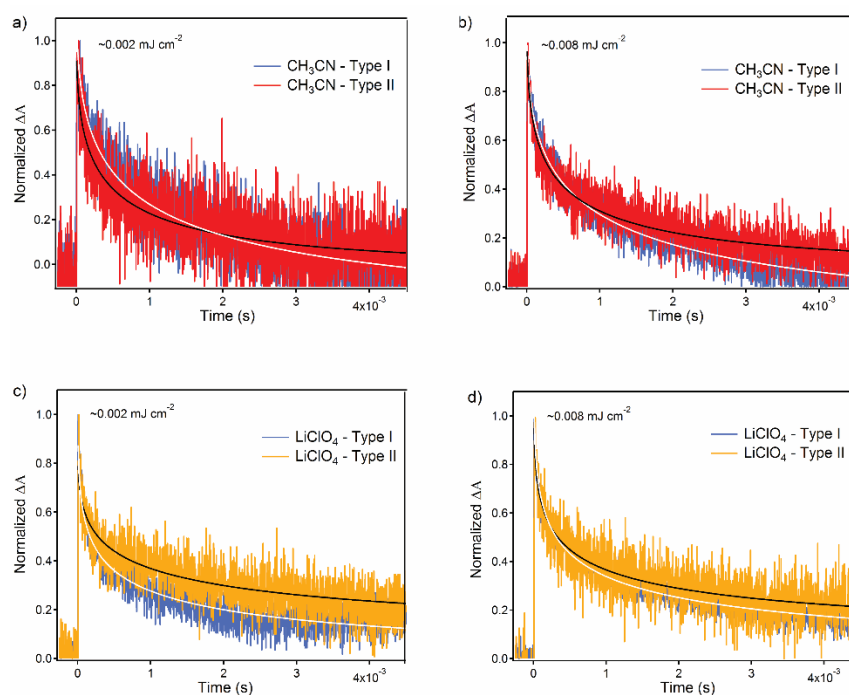 a)
~0.002 mJ cm⁻²
CH₃CN - Type I
CH₃CN - Type II
Normalized ΔA
1.0
0.8
0.6
0.4
0.2
0.0
0 1 2 3 4x10⁻³
Time (s)
b)
~0.008 mJ cm⁻²
CH₃CN - Type I
CH₃CN - Type II
Normalized ΔA
1.0
0.8
0.6
0.4
0.2
0.0
0 1 2 3 4x10⁻³
Time (s)
c)
~0.002 mJ cm⁻²
LiClO₄ - Type I
LiClO₄ - Type II
Normalized ΔA
1.0
0.8
0.6
0.4
0.2
0.0
0 1 2 3 4x10⁻³
Time (s)
d)
~0.008 mJ cm⁻²
LiClO₄ - Type I
LiClO₄ - Type II
Normalized ΔA
1.0
0.8
0.6
0.4
0.2
0.0
0 1 2 3 4x10⁻³
Time (s)